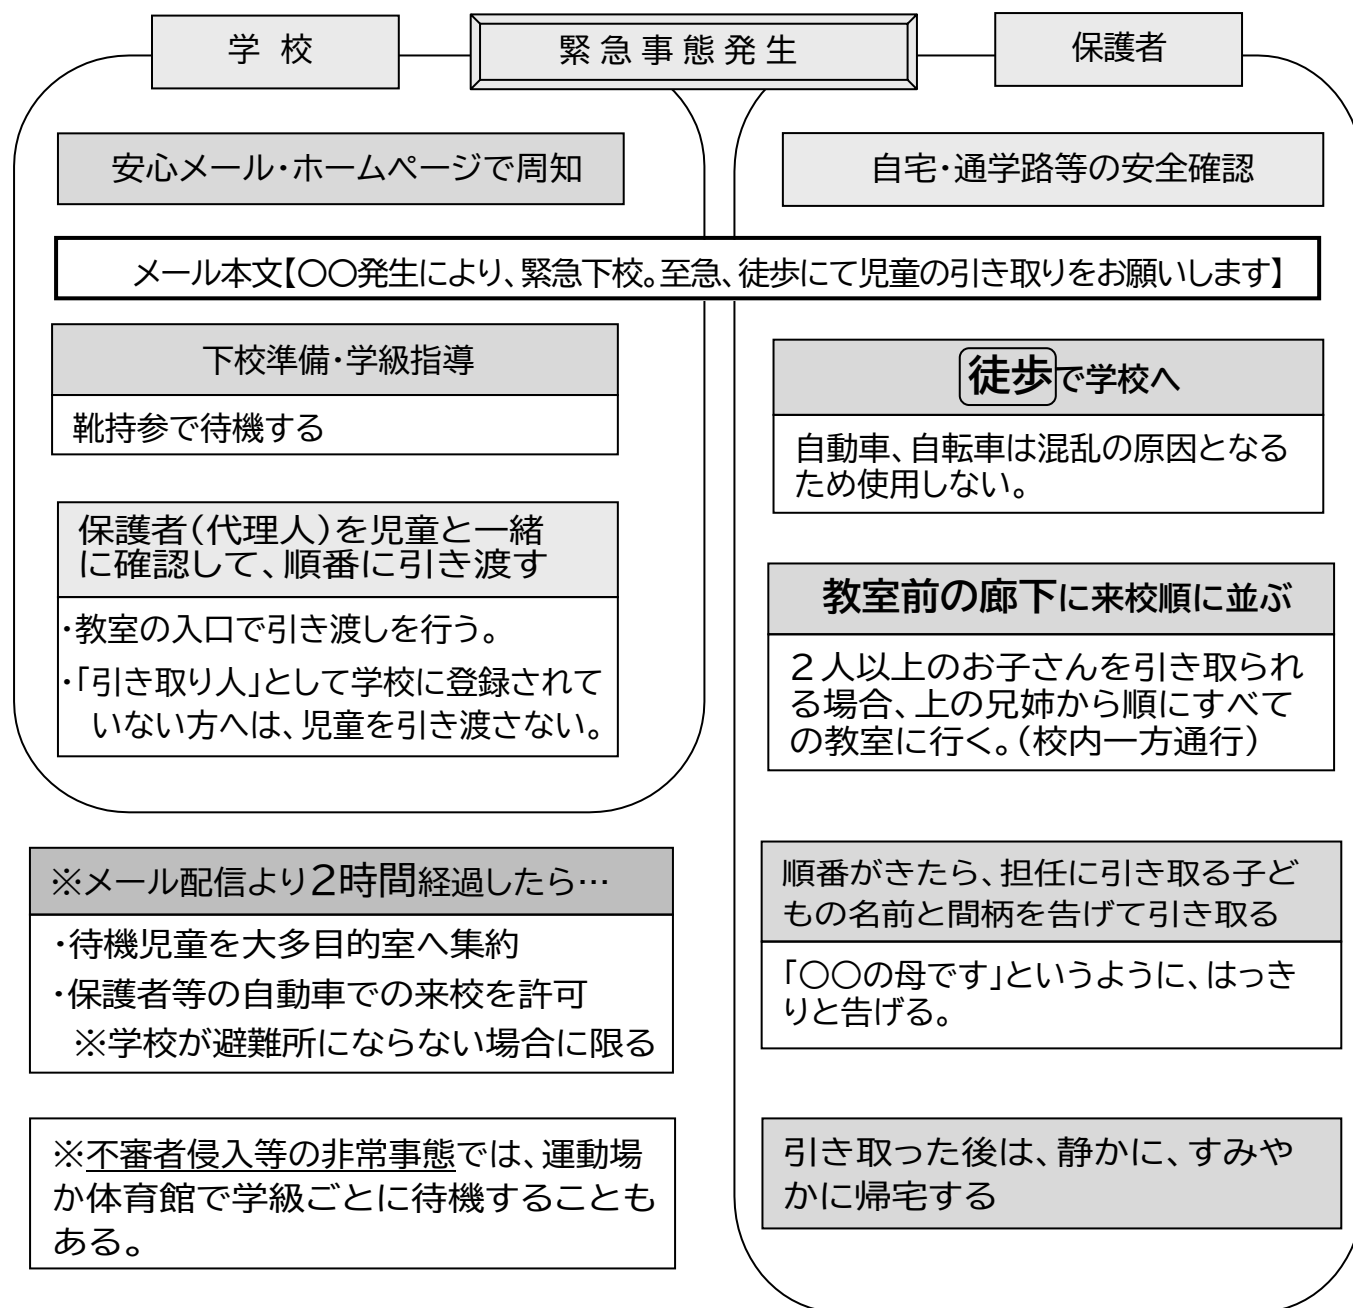 学 校
緊急事態発生
保護者
安心メール・ホームページで周知
自宅・通学路等の安全確認
メール本文【〇〇発生により、緊急下校。至急、徒歩にて児童の引き取りをお願いします】
下校準備・学級指導
靴持参で待機する
保護者(代理人)を児童と一緒
に確認して、順番に引き渡す
・教室の入口で引き渡しを行う。
・「引き取り人」として学校に登録されて
いない方へは、児童を引き渡さない。
徒歩で学校へ
自動車、自転車は混乱の原因となる
ため使用しない。
教室前の廊下に来校順に並ぶ
2人以上のお子さんを引き取られ
る場合、上の兄姉から順にすべて
の教室に行く。(校内一方通行)
※メール配信より2時間経過したら…
・待機児童を大多目的室へ集約
・保護者等の自動車での来校を許可
※学校が避難所にならない場合に限る
順番がきたら、担任に引き取る子ど
もの名前と間柄を告げて引き取る
「〇〇の母です」というように、はっき
りと告げる。
※不審者侵入等の非常事態では、運動場
か体育館で学級ごとに待機することも
ある。
引き取った後は、静かに、すみや
かに帰宅する